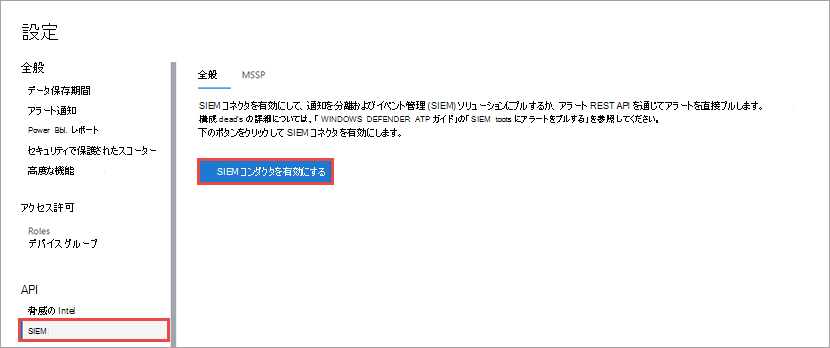 設定
全般
データ保存期間
アラート通知
Power Bbl. レポート
セキュリティで保護されたスコーター
高度な機能
アクセス許可
Roles
デバイス グループ
API
脅威の Intel
SIEM
全般 MSSP
SIEM コネクタを有効にして、通知を分離およびイベント管理 (SIEM) ソリューションにプルするか、アラート REST API を通じてアラートを直接プルします。
構成 dead's の詳細については、「 WINDOWS DEFENDER ATP ガイド」の「 SIEM toots にアラートをプルする」を参照してください。
下のボタンをクリックして SIEM コネクタを有効にします。
SIEM コンダクタを有効にする